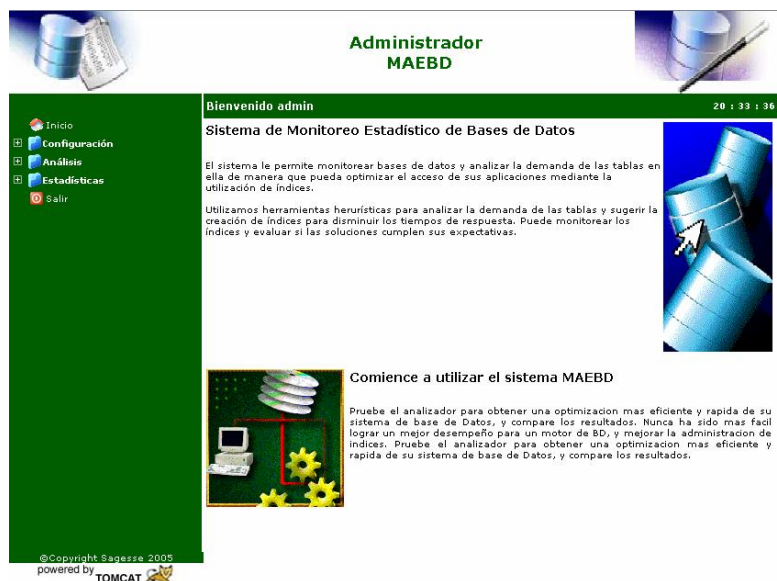 Administrador
MAEBD
Bienvenido admin
20 : 33 : 36
Inicio
Configuración
Análisis
Estadísticas
Salir
Sistema de Monitoreo Estadístico de Bases de Datos
El sistema le permite monitorear bases de datos y analizar la demanda de las tablas en
ella de manera que pueda optimizar el acceso de sus aplicaciones mediante la
utilización de índices.
Utilizamos herramientas herurísticas para analizar la demanda de las tablas y sugerir la
creación de índices para disminuir los tiempos de respuesta. Puede monitorear los
índices y evaluar si las soluciones cumplen sus expectativas.
Comience a utilizar el sistema MAEBD
Pruebe el analizador para obtener una optimizacion mas eficiente y rapida de su
sistema de base de Datos, y compare los resultados. Nunca ha sido mas facil
lograr un mejor desempeño para un motor de BD, y mejorar la administracion de
indices. Pruebe el analizador para obtener una optimizacion mas eficiente y
rapida de su sistema de base de Datos, y compare los resultados.
©Copyright Sagesse 2005
powered by TOMCAT